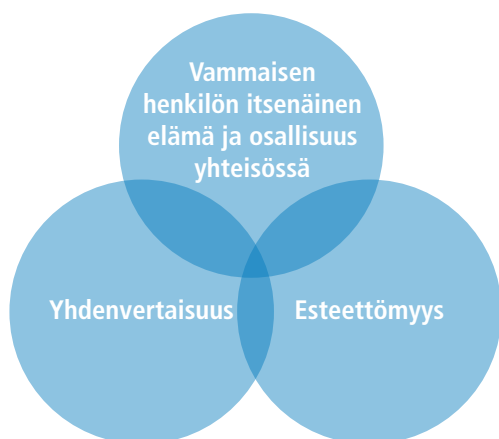 Vammaisen
henkilön itsenäinen
elämä ja osallisuus
yhteisössä
Yhdenvertaisuus
Esteettömyys